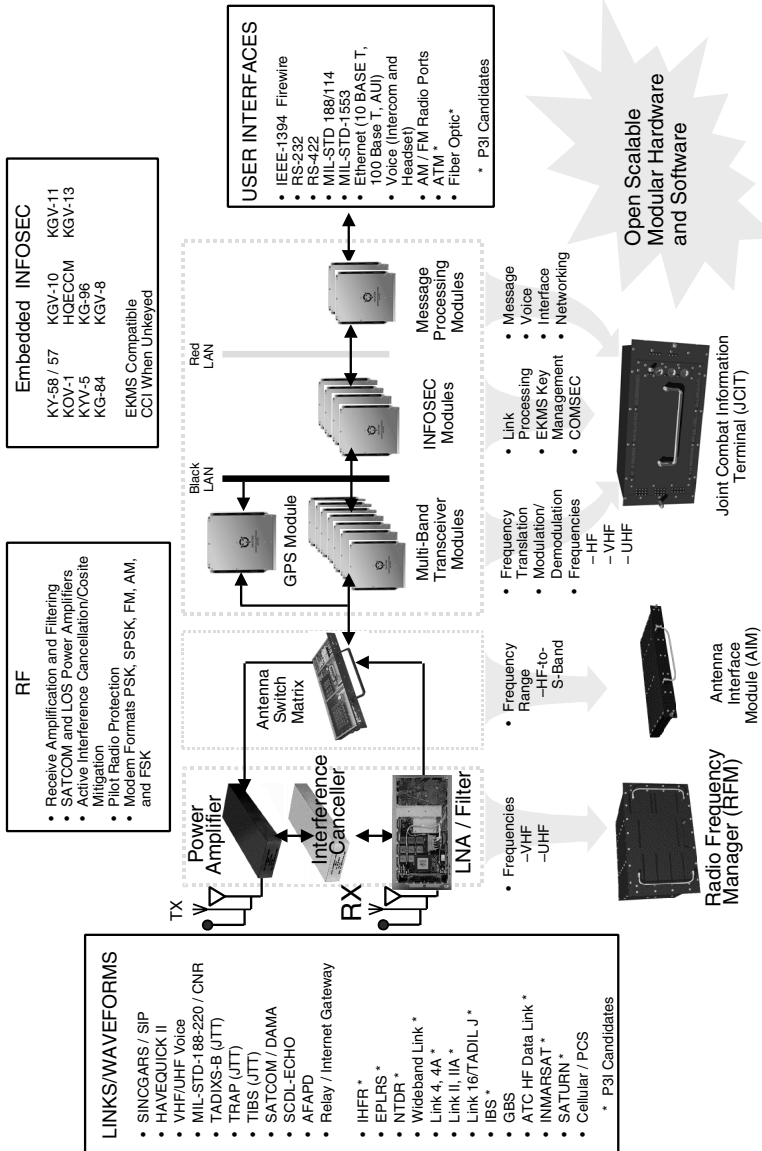 LINKS/WAVEFORMS
• SINCGARS / SIP
• HAVEQUICK II
• VHF/UHF Voice
• MIL-STD-188-220 / CNR
• TADIXS-B (JTT)
• TRAP (JTT)
• TIBS (JTT)
• SATCOM / DAMA
• SCDL-ECHO
• AFAPD
• Relay / Internet Gateway
• IHFR *
• EPLRS *
• NTDR *
• Wideband Link *
• Link 4, 4A *
• Link II, IIA *
• Link 16/TADIL J *
• IBS *
• GBS
• ATC HF Data Link *
• INMARSAT *
• SATURN *
• Cellular / PCS
* P3I Candidates
RF
• Receive Amplification and Filtering
• SATCOM and LOS Power Amplifiers
• Active Interference Cancellation/Cosite
Mitigation
• Pilot Radio Protection
• Modem Formats PSK, SPSK, FM, AM,
and FSK
Embedded INFOSEC
KY-58 / 57 KGV-10 KGV-11
KOV-1 HQECCM KGV-13
KYV-5 KG-96
KG-84 KGV-8
EKMS Compatible
CCI When Unkeyed
USER INTERFACES
• IEEE-1394 Firewire
• RS-232
• RS-422
• MIL-STD 188/114
• MIL-STD-1553
• Ethernet (10 BASE T,
100 Base T, AUI)
• Voice (Intercom and
Headset)
• AM / FM Radio Ports
• ATM *
• Fiber Optic*
* P3I Candidates
TX
RX
Power
Amplifier
Interference
Canceller
LNA / Filter
Antenna
Switch
Matrix
GPS Module
Multi-Band
Transceiver
Modules
Black
LAN
INFOSEC
Modules
Red
LAN
Message
Processing
Modules
• Frequencies
–VHF
–UHF
• Frequency
Range
–HF-to-
S-Band
• Frequency
Translation
• Modulation/
Demodulation
• Frequencies
–HF
–VHF
–UHF
• Link
Processing
• EKMS Key
Management
• COMSEC
• Message
• Voice
• Interface
• Networking
Radio Frequency
Manager (RFM)
Antenna
Interface
Module (AIM)
Joint Combat Information
Terminal (JCIT)
Open Scalable
Modular Hardware
and Software